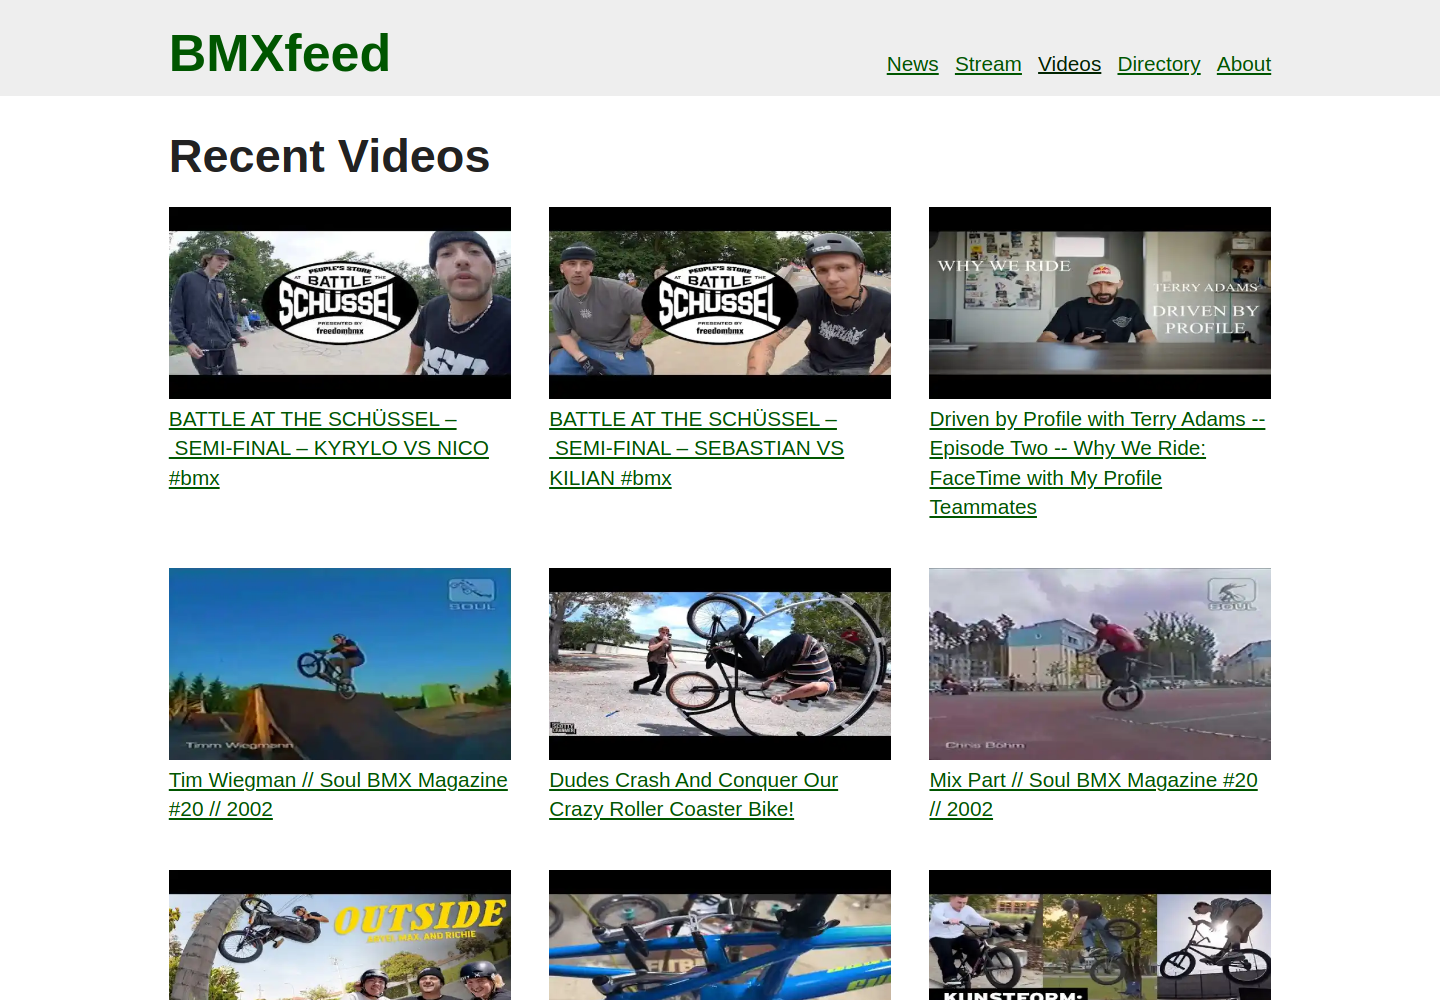 BMXfeed
News Stream Videos Directory About
Recent Videos
PEOPLE'S STORE
AT BATTLE THE
SCHÜSSEL
PRESENTED BY
freedombmx
PEOPLE'S STORE
AT BATTLE THE
SCHÜSSEL
PRESENTED BY
freedombmx
WHY WE RIDE
TERRY ADAMS
DRIVEN BY
PROFILE
BATTLE AT THE SCHÜSSEL –
SEMI-FINAL – KYRYLO VS NICO
#bmx
BATTLE AT THE SCHÜSSEL –
SEMI-FINAL – SEBASTIAN VS
KILIAN #bmx
Driven by Profile with Terry Adams --
Episode Two -- Why We Ride:
FaceTime with My Profile
Teammates
SOUL
Timm Wiegmann
SCOTTY
CRANMER
SOUL
Chris Böhm
Tim Wiegman // Soul BMX Magazine
#20 // 2002
Dudes Crash And Conquer Our
Crazy Roller Coaster Bike!
Mix Part // Soul BMX Magazine #20
// 2002
OUTSIDE
MAX, AND RICHIE
KUNSTFORM: